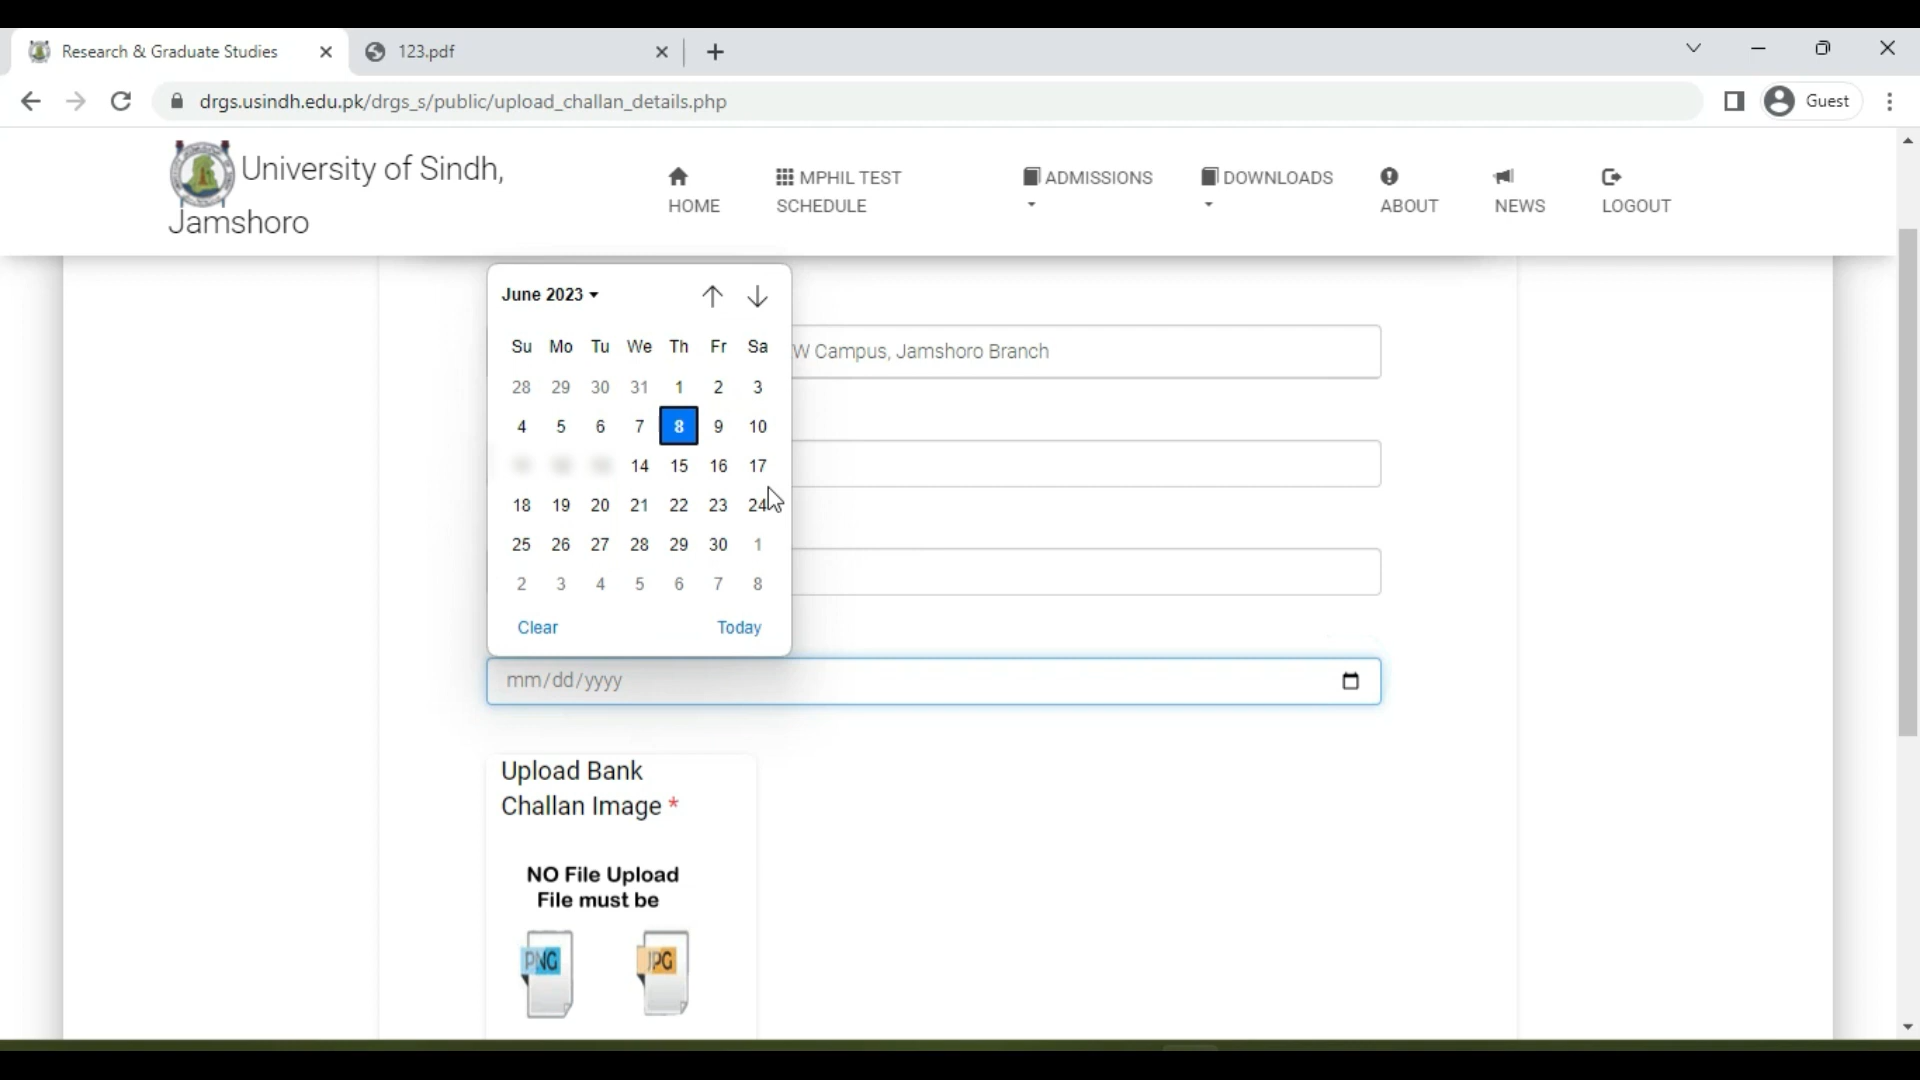 Research & Graduate Studies
123.pdf
drgs.usindh.edu.pk/drgs_s/public/upload_challan_details.php
Guest
University of Sindh,
Jamshoro
HOME
MPHIL TEST
SCHEDULE
ADMISSIONS
DOWNLOADS
ABOUT
NEWS
LOGOUT
June 2023
Su Mo Tu We Th Fr Sa
28 29 30 31 1 2 3
4 5 6 7 8 9 10
14 15 16 17
18 19 20 21 22 23 24
25 26 27 28 29 30 1
2 3 4 5 6 7 8
Clear Today
W Campus, Jamshoro Branch
mm/dd/yyyy
Upload Bank
Challan Image *
NO File Upload
File must be
PNG JPG